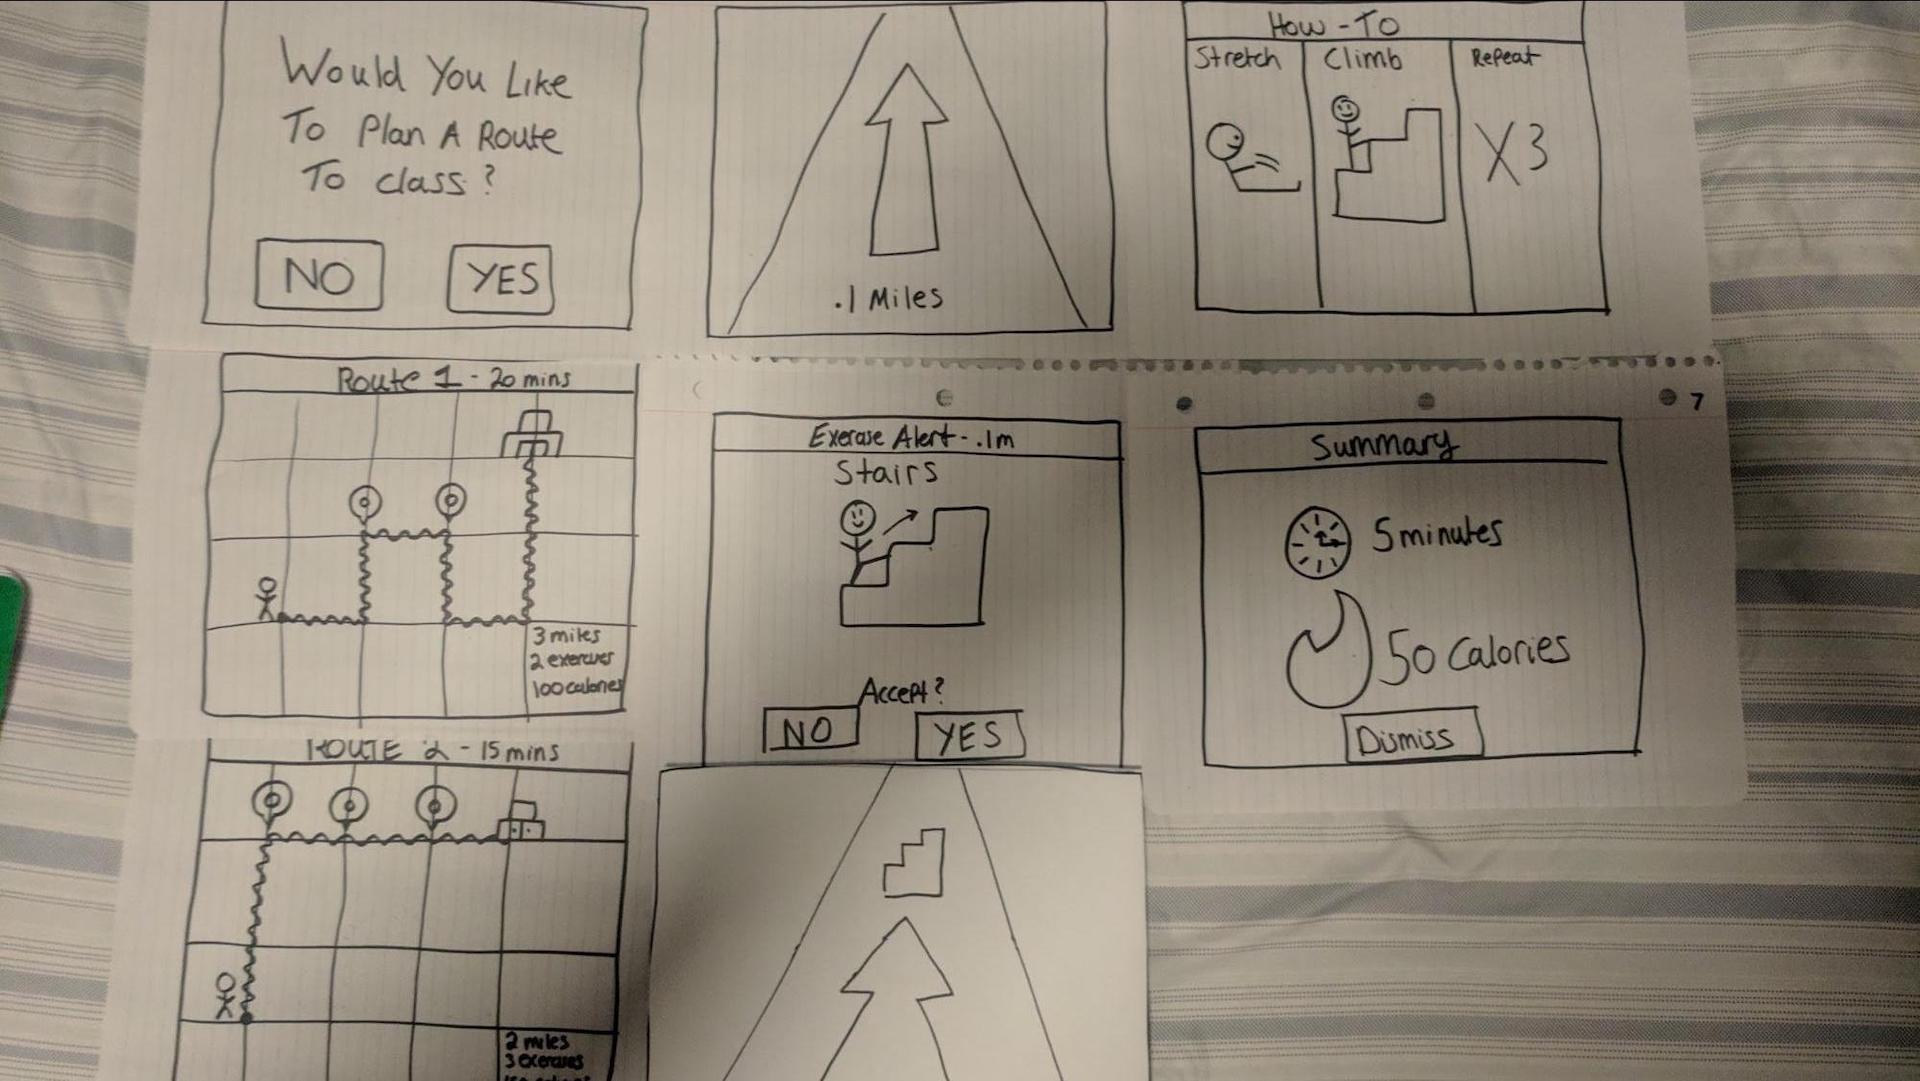 Would You Like
To Plan A Route
To class?
NO
YES
Route 1 - 20 mins
3 miles
2 exercises
100 calories
ROUTE 2 - 15 mins
2 miles
3 exercises
.1 Miles
Exercise Alert - .1m
Stairs
Accept?
NO
YES
How-To
Stretch
Climb
Repeat
X3
7
Summary
5 minutes
50 Calories
Dismiss